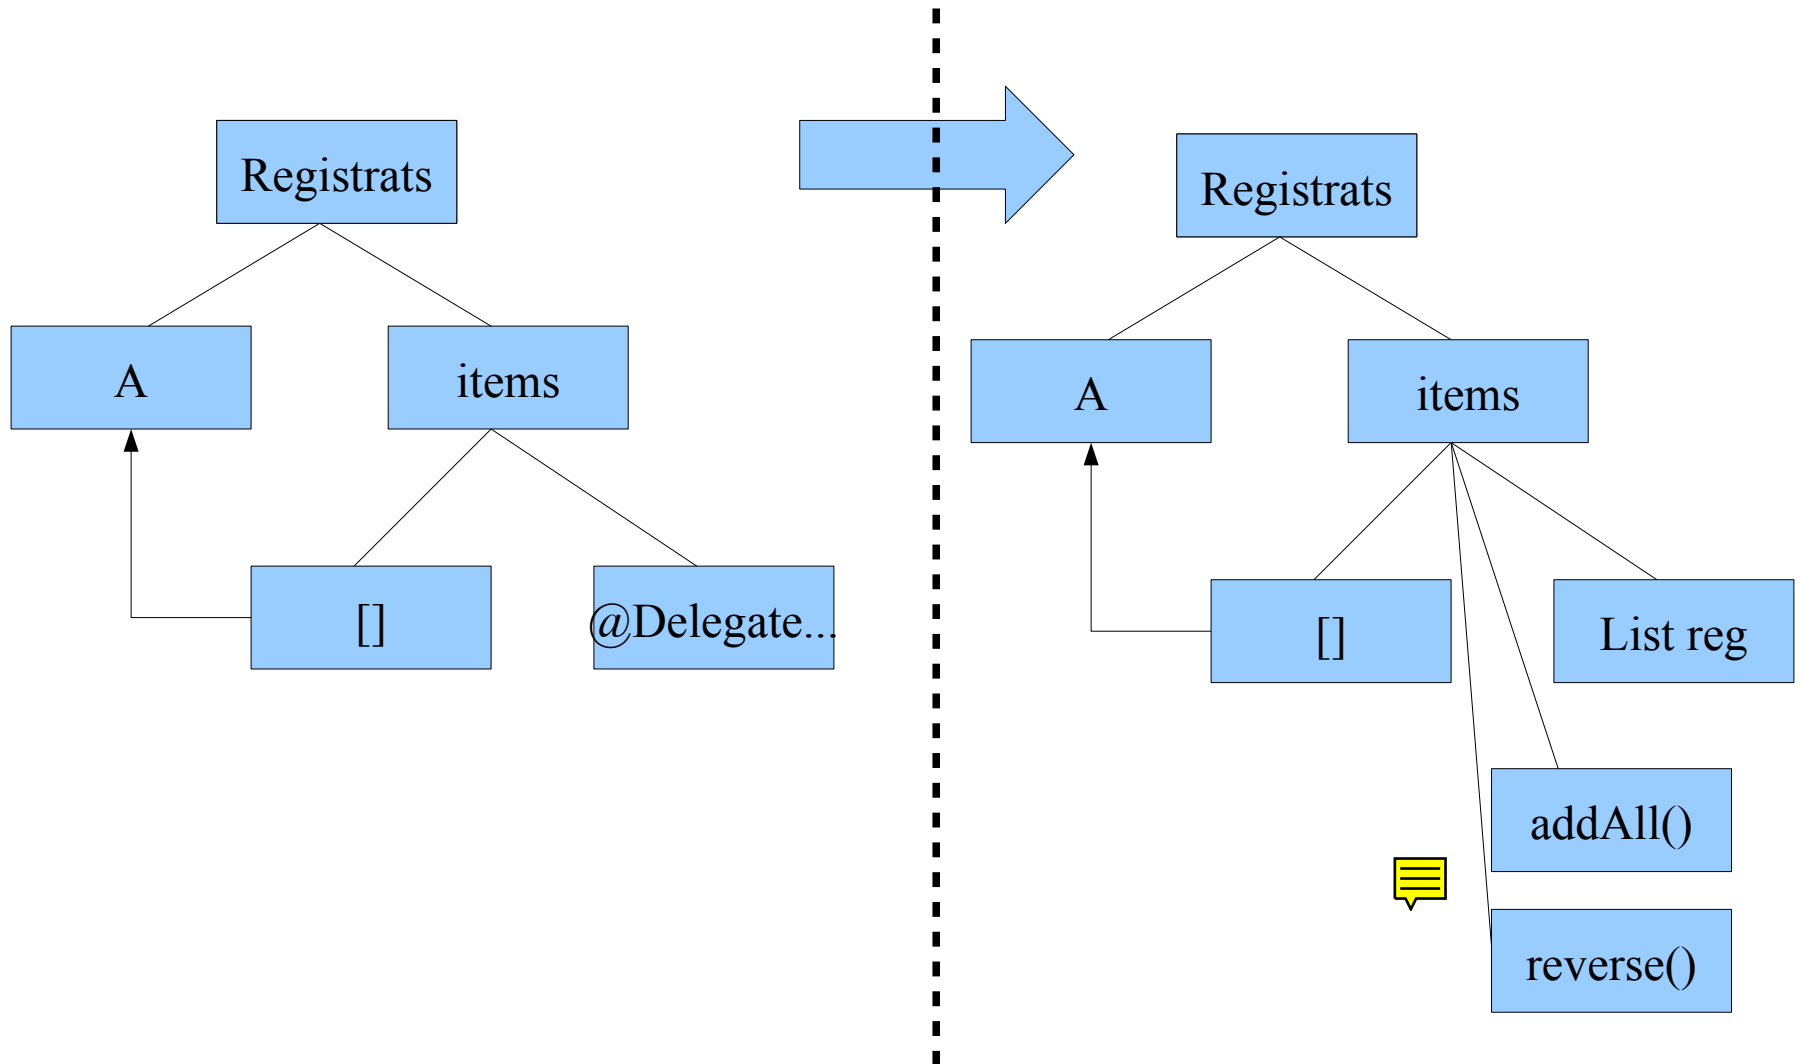 Registrats
A
items
[]
@Delegate...
Registrats
A
items
[]
List reg
addAll()
reverse()